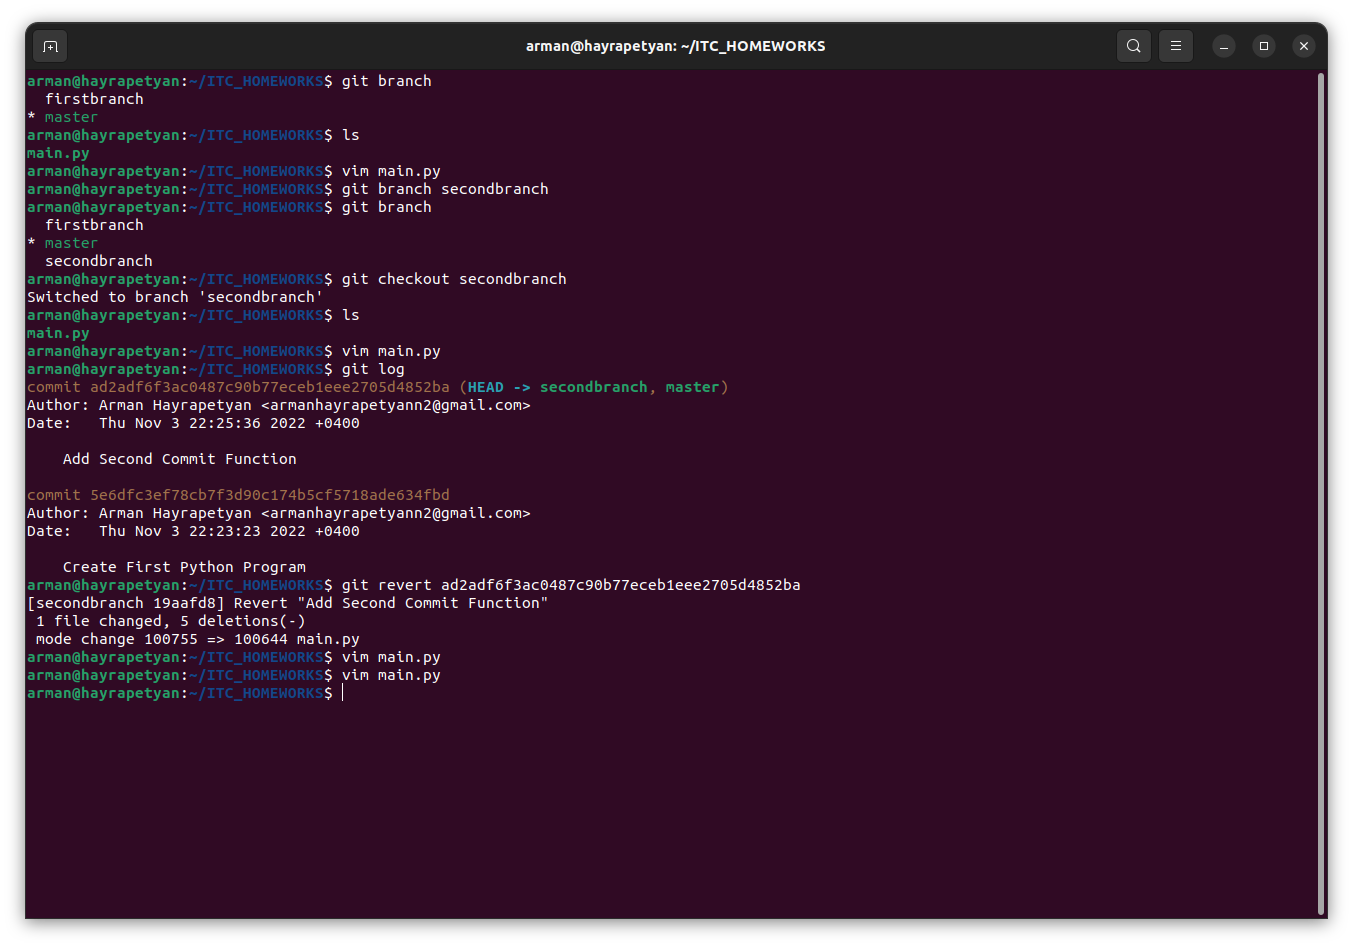 arman@hayrapetyan: ~/ITC_HOMEWORKS
arman@hayrapetyan:~/ITC_HOMEWORKS$ git branch
  firstbranch
* master
arman@hayrapetyan:~/ITC_HOMEWORKS$ ls
main.py
arman@hayrapetyan:~/ITC_HOMEWORKS$ vim main.py
arman@hayrapetyan:~/ITC_HOMEWORKS$ git branch secondbranch
arman@hayrapetyan:~/ITC_HOMEWORKS$ git branch
  firstbranch
* master
  secondbranch
arman@hayrapetyan:~/ITC_HOMEWORKS$ git checkout secondbranch
Switched to branch 'secondbranch'
arman@hayrapetyan:~/ITC_HOMEWORKS$ ls
main.py
arman@hayrapetyan:~/ITC_HOMEWORKS$ vim main.py
arman@hayrapetyan:~/ITC_HOMEWORKS$ git log
commit ad2adf6f3ac0487c90b77eceb1eee2705d4852ba (HEAD -> secondbranch, master)
Author: Arman Hayrapetyan <armanhayrapetyann2@gmail.com>
Date:   Thu Nov 3 22:25:36 2022 +0400

    Add Second Commit Function

commit 5e6dfc3ef78cb7f3d90c174b5cf5718ade634fbd
Author: Arman Hayrapetyan <armanhayrapetyann2@gmail.com>
Date:   Thu Nov 3 22:23:23 2022 +0400

    Create First Python Program
arman@hayrapetyan:~/ITC_HOMEWORKS$ git revert ad2adf6f3ac0487c90b77eceb1eee2705d4852ba
[secondbranch 19aafd8] Revert "Add Second Commit Function"
 1 file changed, 5 deletions(-)
 mode change 100755 => 100644 main.py
arman@hayrapetyan:~/ITC_HOMEWORKS$ vim main.py
arman@hayrapetyan:~/ITC_HOMEWORKS$ vim main.py
arman@hayrapetyan:~/ITC_HOMEWORKS$